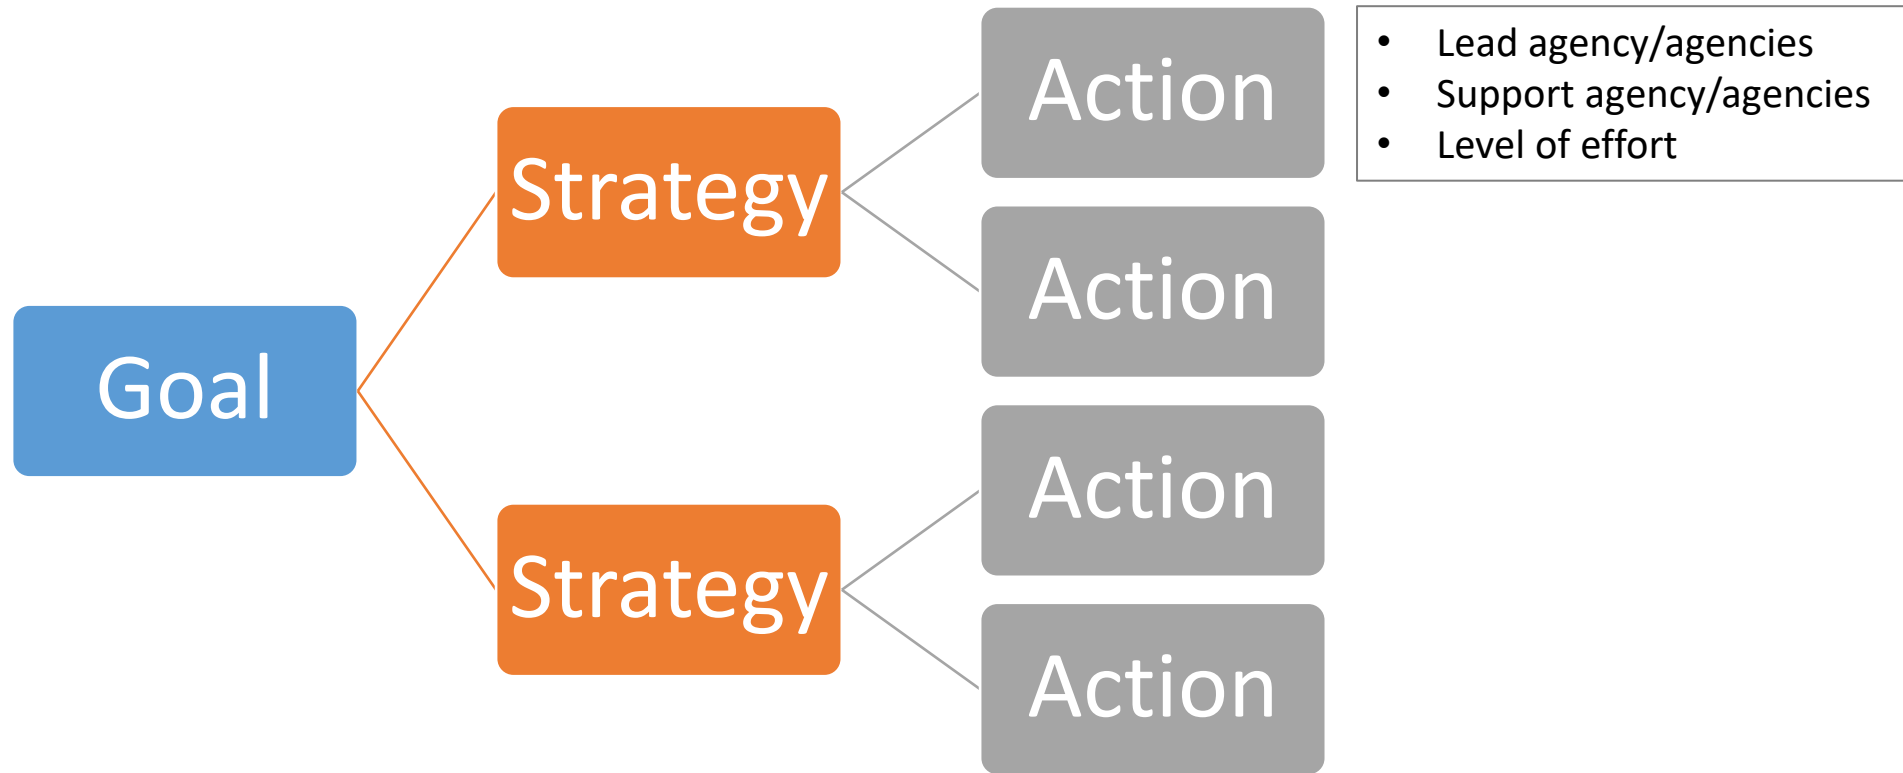 Goal
Strategy
Strategy
Action
Action
Action
Action
• Lead agency/agencies
• Support agency/agencies
• Level of effort